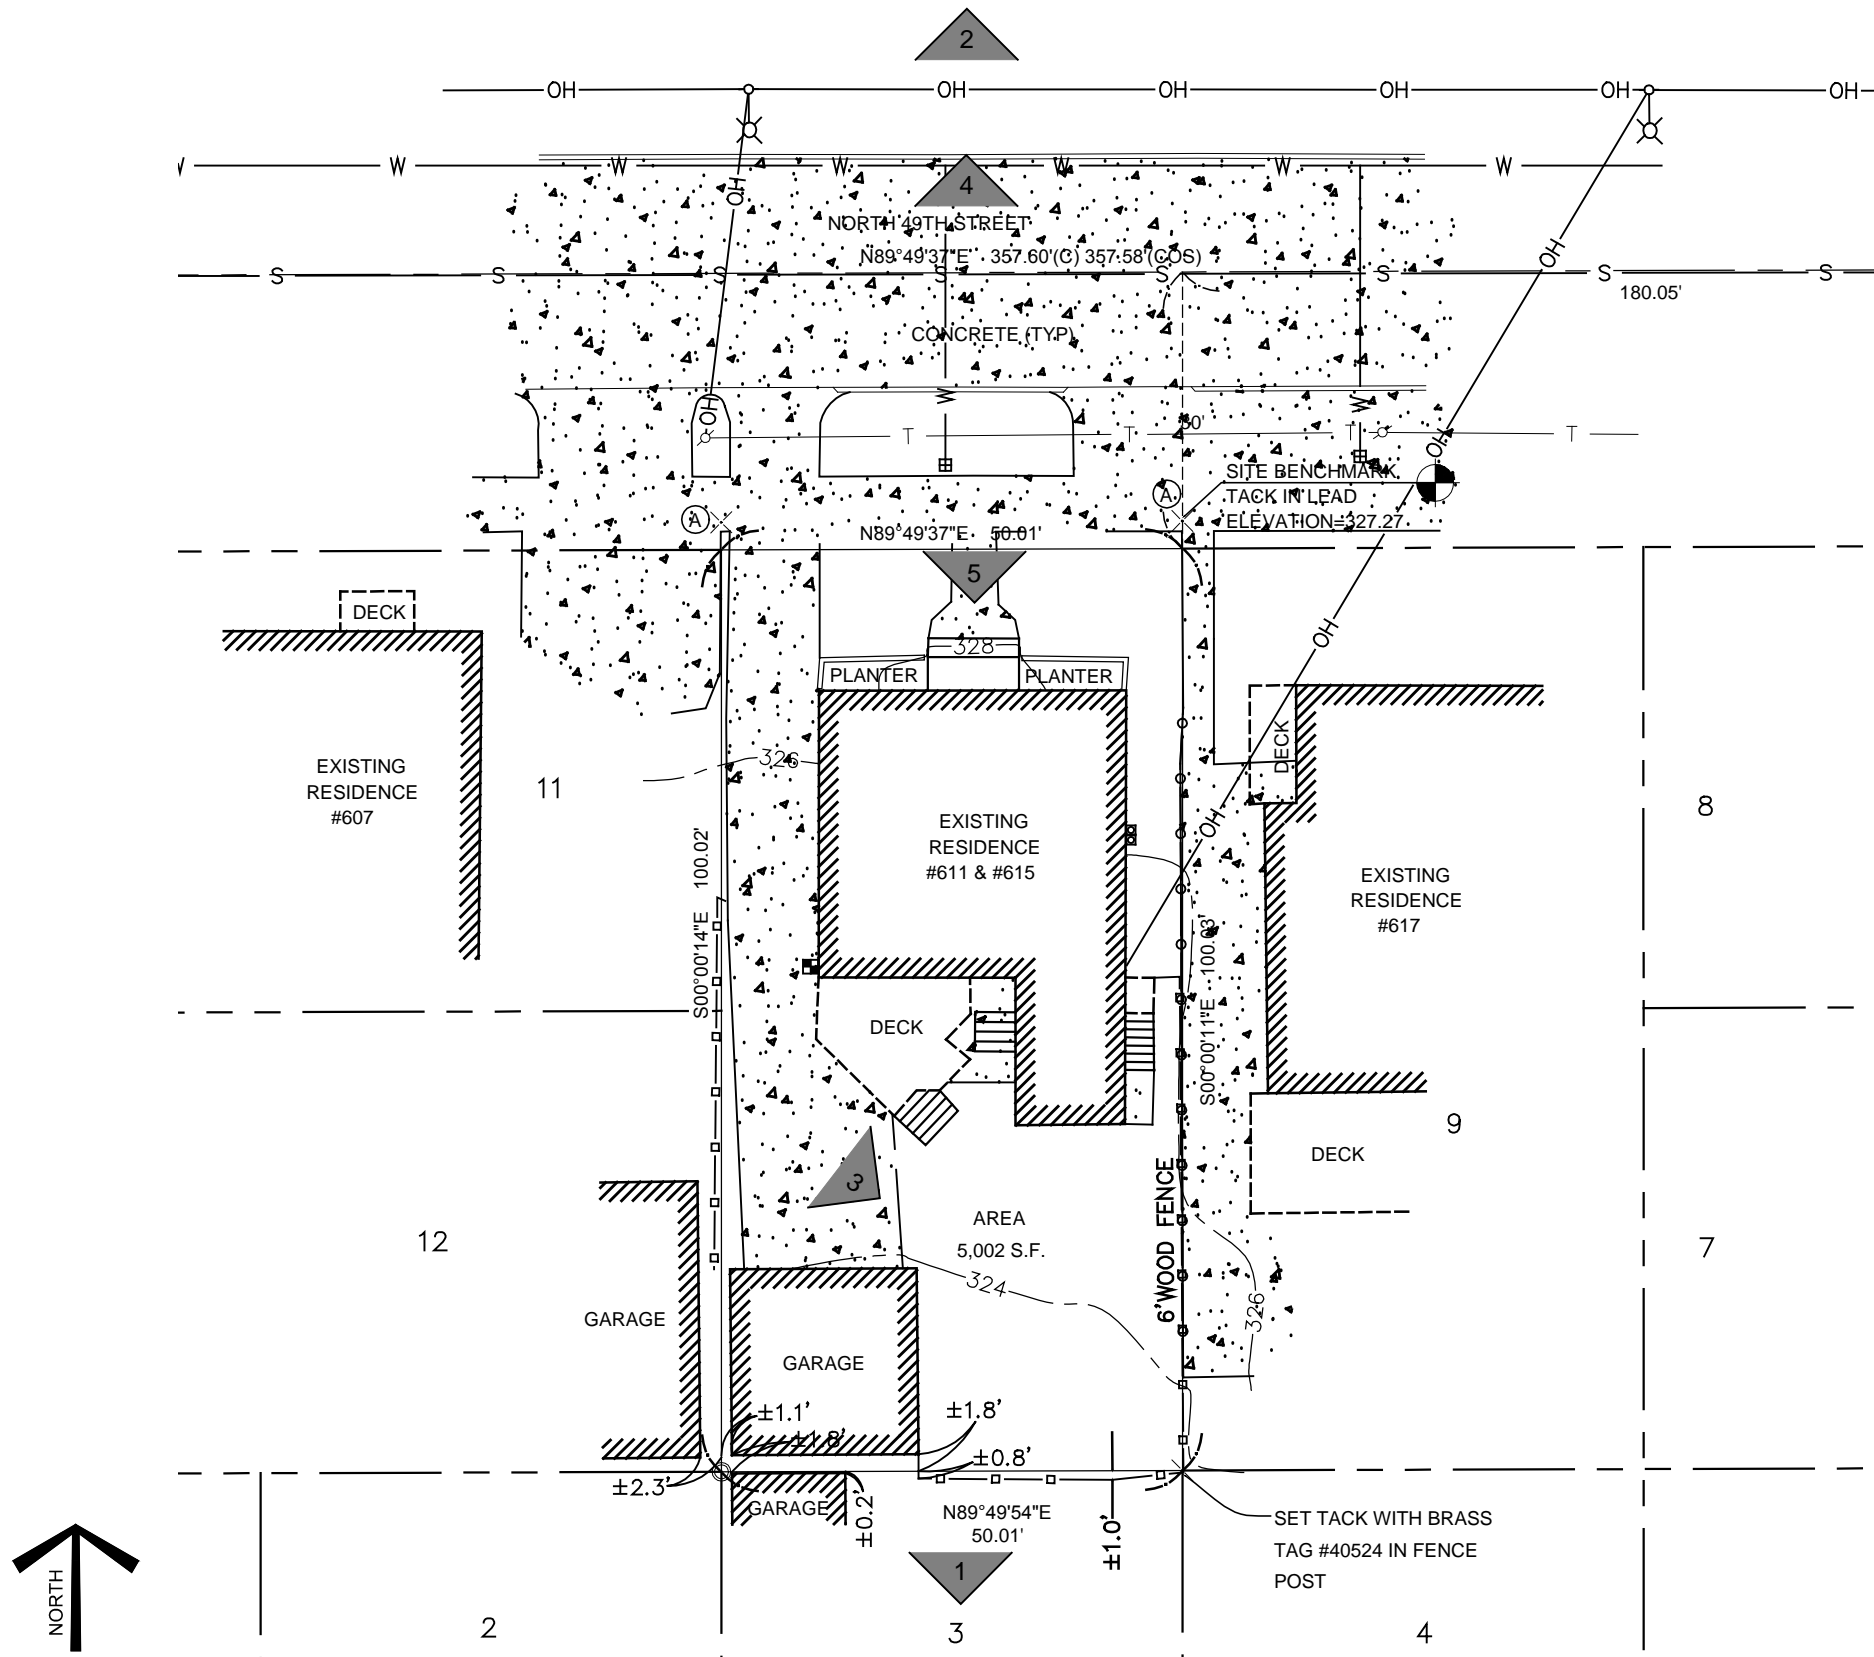 2
OH OH OH OH OH OH
W W W W W W W
4
OH
NORTH 49TH STREET
N89°49'37"E 357.60'(C) 357.58'(COS)
OH
S S S S S S S S
180.05'
CONCRETE (TYP)
OH
W
W
T T T T
30'
OH
A
A
SITE BENCHMARK
TACK IN LEAD
ELEVATION=327.27
N89°49'37"E 50.01'
5
DECK
OH
328
PLANTER
PLANTER
DECK
326
EXISTING
RESIDENCE
#607
11
8
EXISTING
RESIDENCE
#611 & #615
OH
EXISTING
RESIDENCE
#617
S00°00'14"E 100.02'
S00°00'11"E 100.03'
DECK
9
DECK
3
6' WOOD FENCE
AREA
5,002 S.F.
12
7
324
326
GARAGE
GARAGE
±1.1'
±1.8'
±1.8'
±0.8'
±2.3'
GARAGE
±0.2'
N89°49'54"E
50.01'
±1.0'
SET TACK WITH BRASS
TAG #40524 IN FENCE
POST
1
NORTH
2
3
4